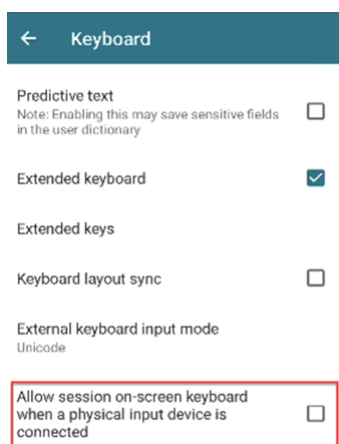 Keyboard
Predictive text
Note: Enabling this may save sensitive fields
in the user dictionary
Extended keyboard
Extended keys
Keyboard layout sync
External keyboard input mode
Unicode
Allow session on-screen keyboard
when a physical input device is
connected